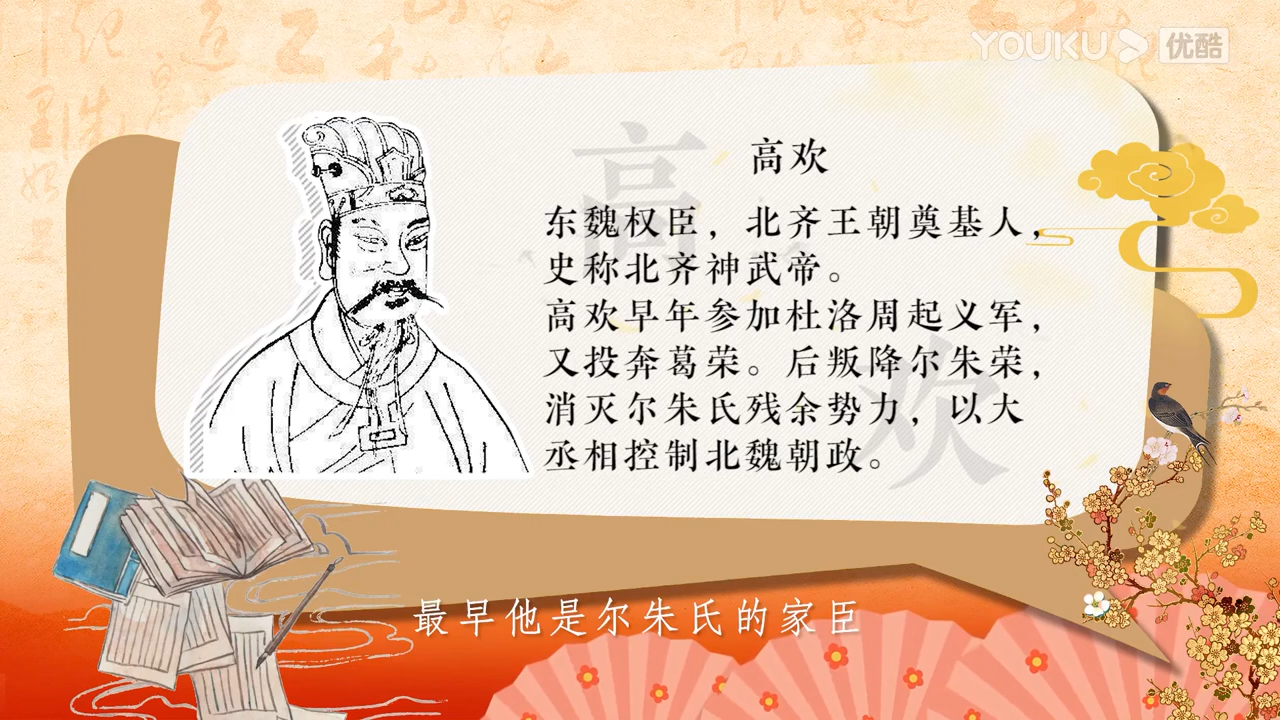 YOUKU 优酷
高欢
东魏权臣，北齐王朝奠基人，
史称北齐神武帝。
高欢早年参加杜洛周起义军，
又投奔葛荣。后叛降尔朱荣，
消灭尔朱氏残余势力，以大
丞相控制北魏朝政。
高
欢
最早他是尔朱氏的家臣